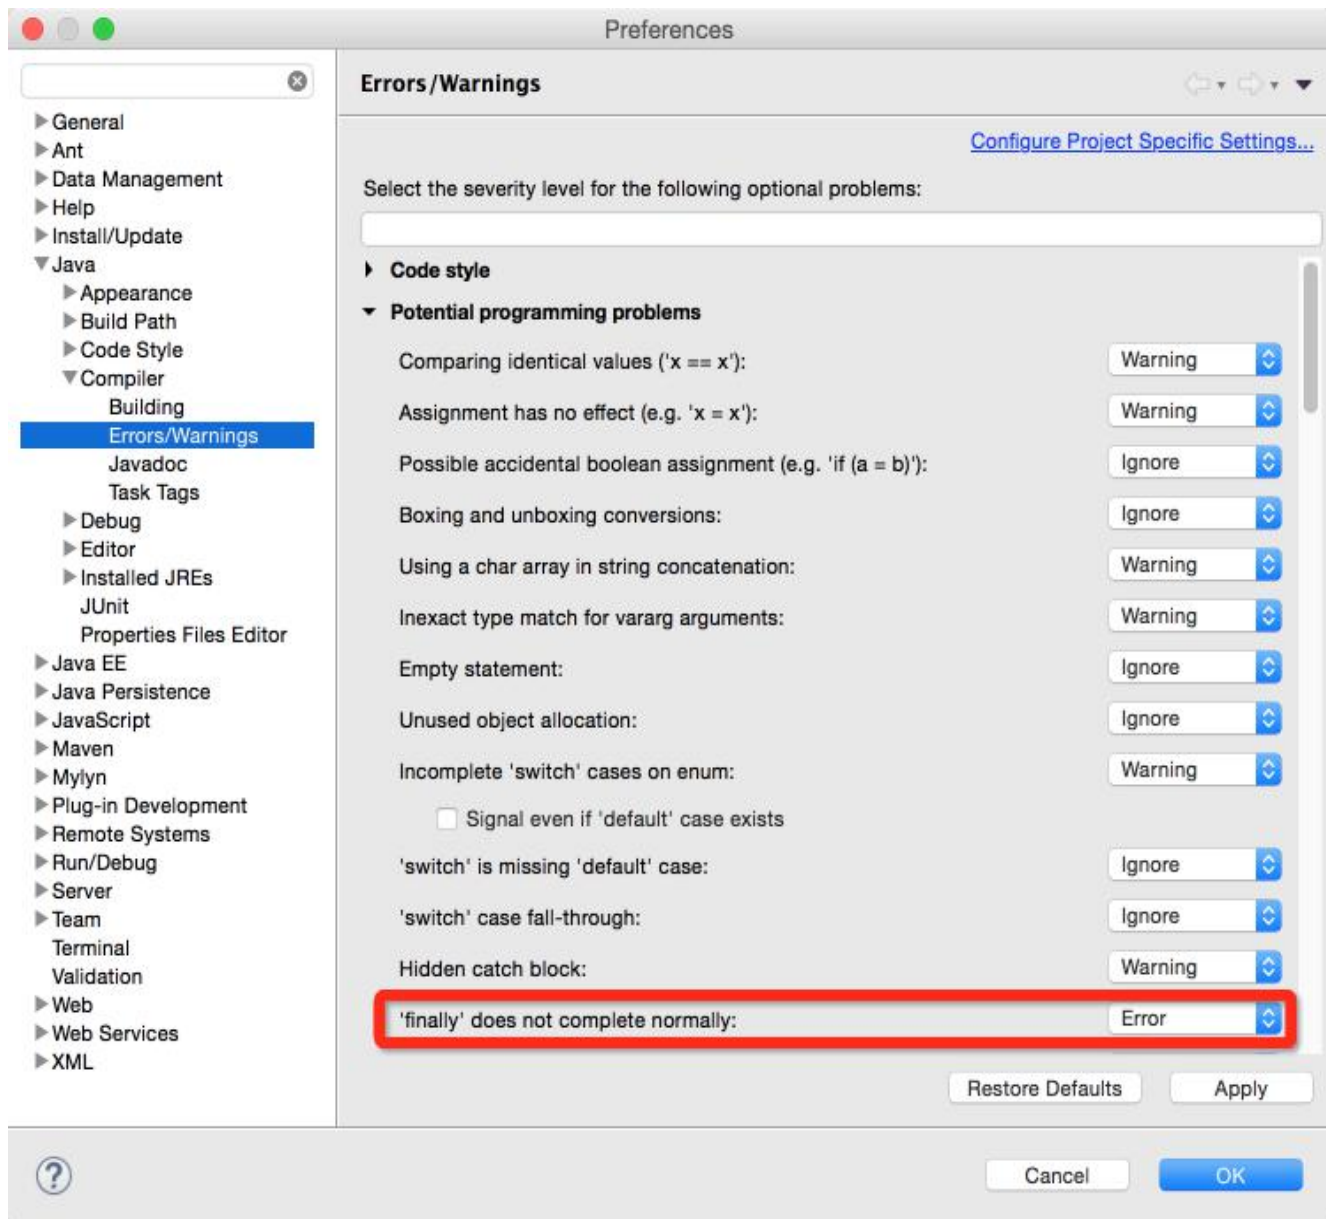 Preferences
Errors/Warnings
General
Ant
Data Management
Help
Install/Update
Java
Appearance
Build Path
Code Style
Compiler
Building
Errors/Warnings
Javadoc
Task Tags
Debug
Editor
Installed JREs
JUnit
Properties Files Editor
Java EE
Java Persistence
JavaScript
Maven
Mylyn
Plug-in Development
Remote Systems
Run/Debug
Server
Team
Terminal
Validation
Web
Web Services
XML
Configure Project Specific Settings...
Select the severity level for the following optional problems:
Code style
Potential programming problems
Comparing identical values ('x == x'): Warning
Assignment has no effect (e.g. 'x = x'): Warning
Possible accidental boolean assignment (e.g. 'if (a = b)'): Ignore
Boxing and unboxing conversions: Ignore
Using a char array in string concatenation: Warning
Inexact type match for vararg arguments: Warning
Empty statement: Ignore
Unused object allocation: Ignore
Incomplete 'switch' cases on enum: Warning
Signal even if 'default' case exists
'switch' is missing 'default' case: Ignore
'switch' case fall-through: Ignore
Hidden catch block: Warning
'finally' does not complete normally: Error
Restore Defaults Apply
? Cancel OK